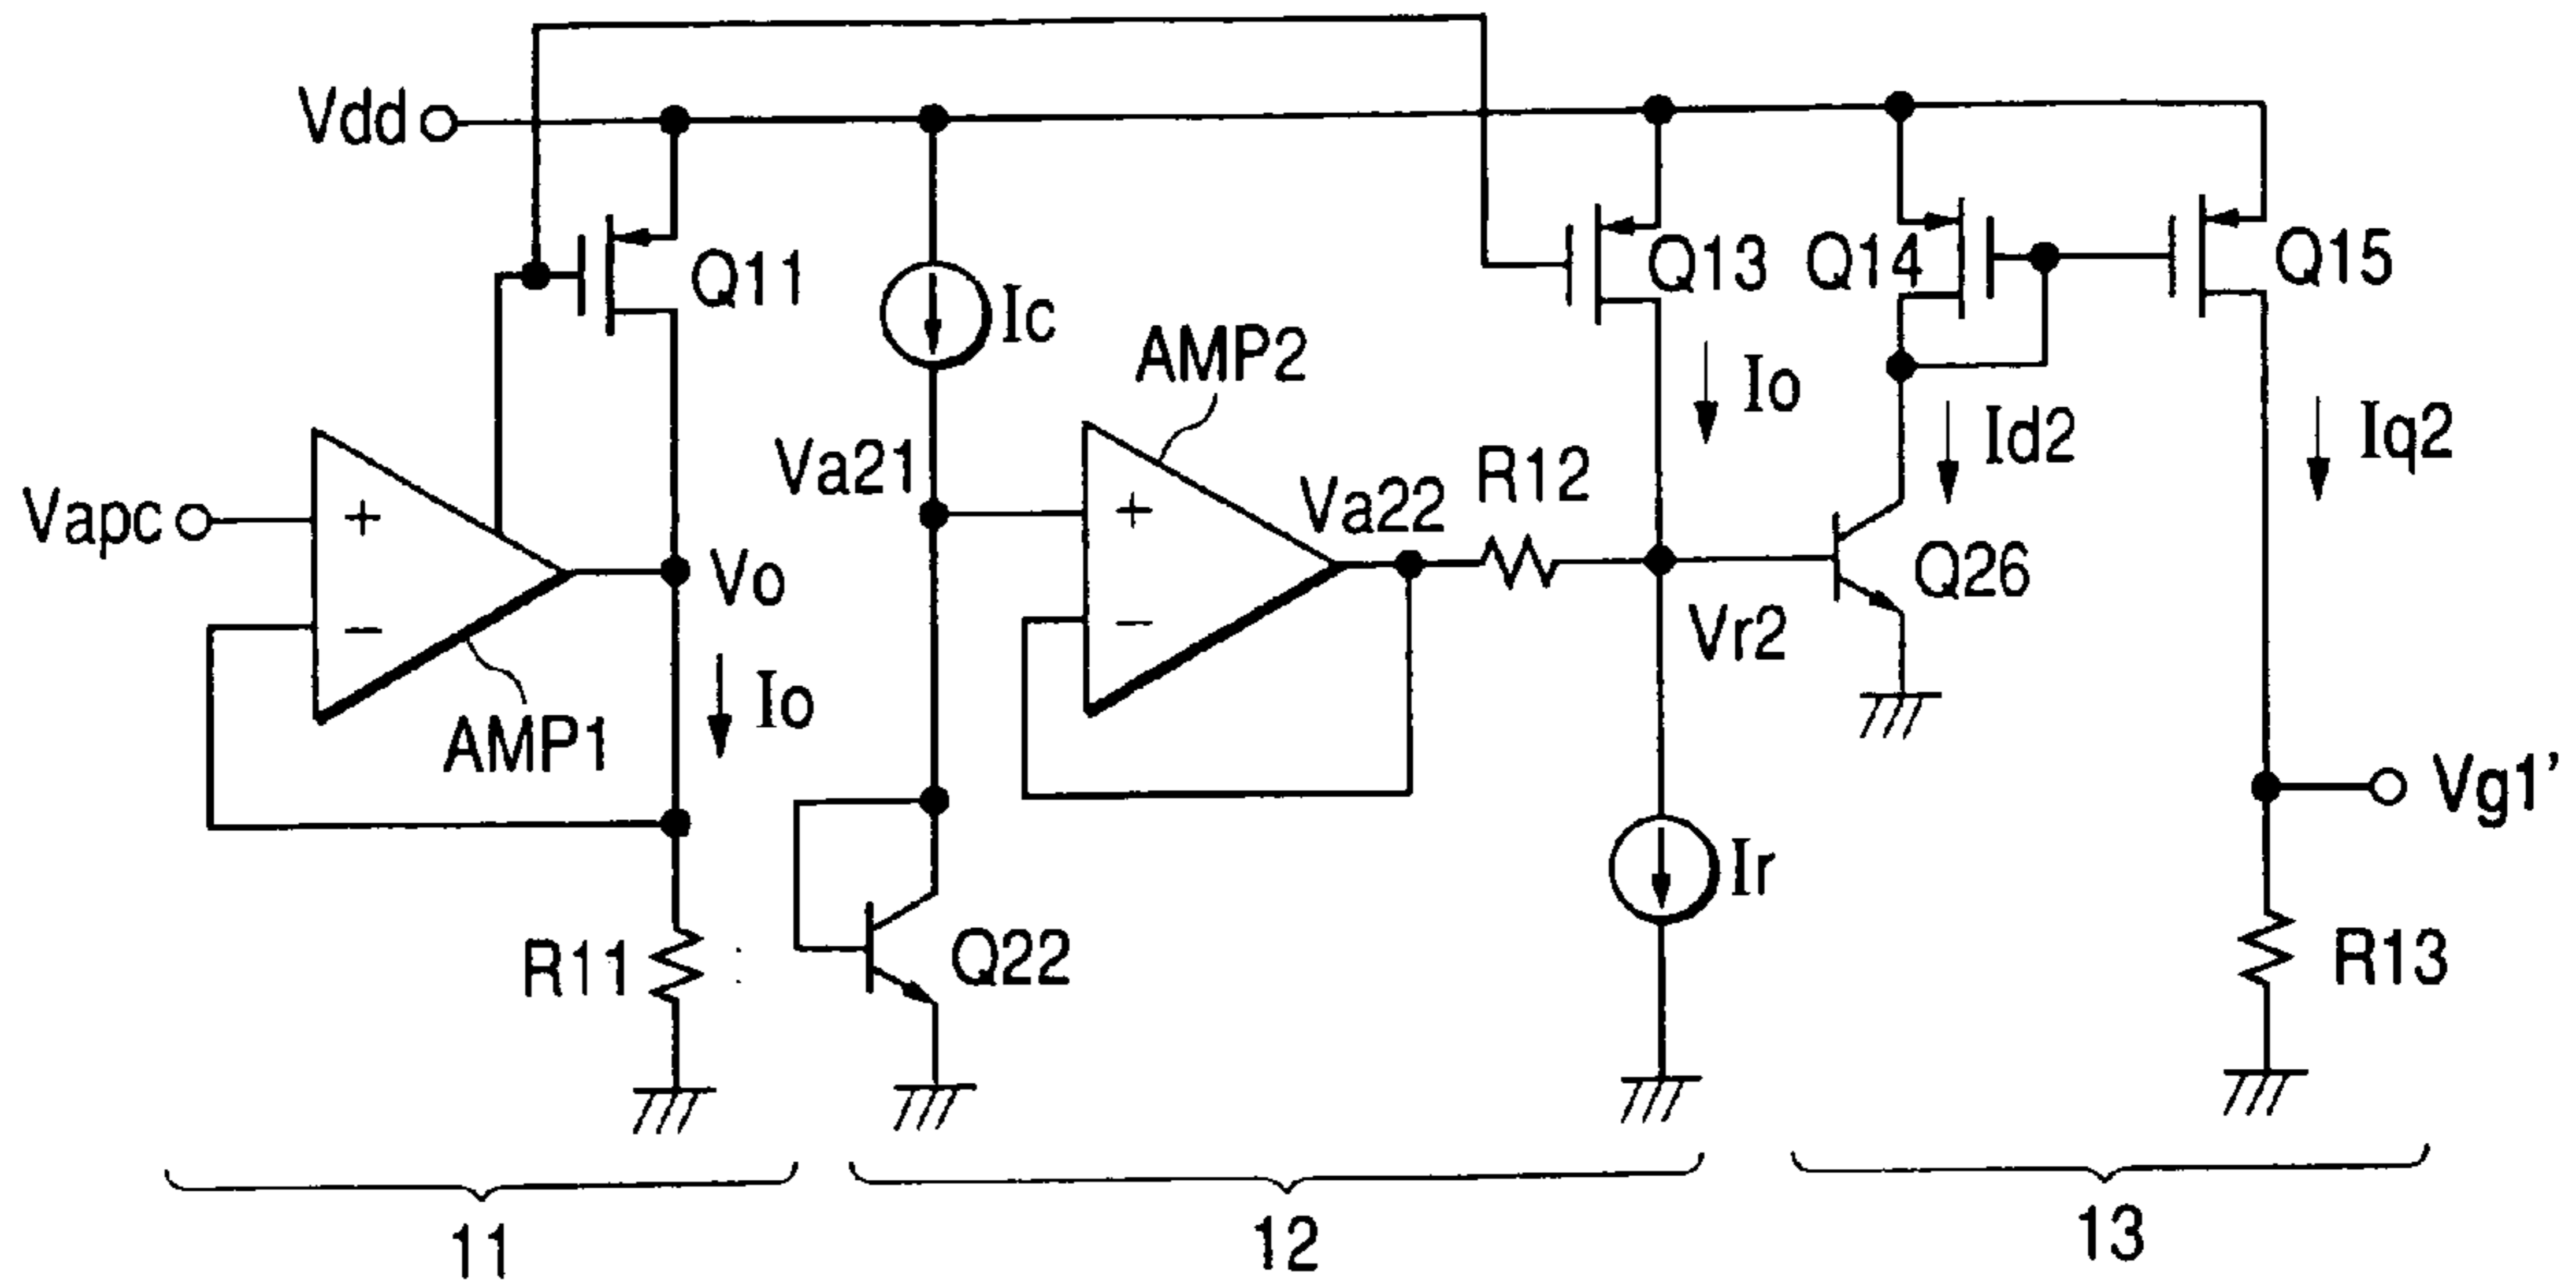 Vdd
Q11
Ic
Q13
Q14
Q15
AMP2
Io
Id2
Iq2
Va21
Vapc
+
+
Va22
R12
Vo
Q26
−
−
Vr2
Io
AMP1
Vg1’
Ir
R11
Q22
R13
11
12
13